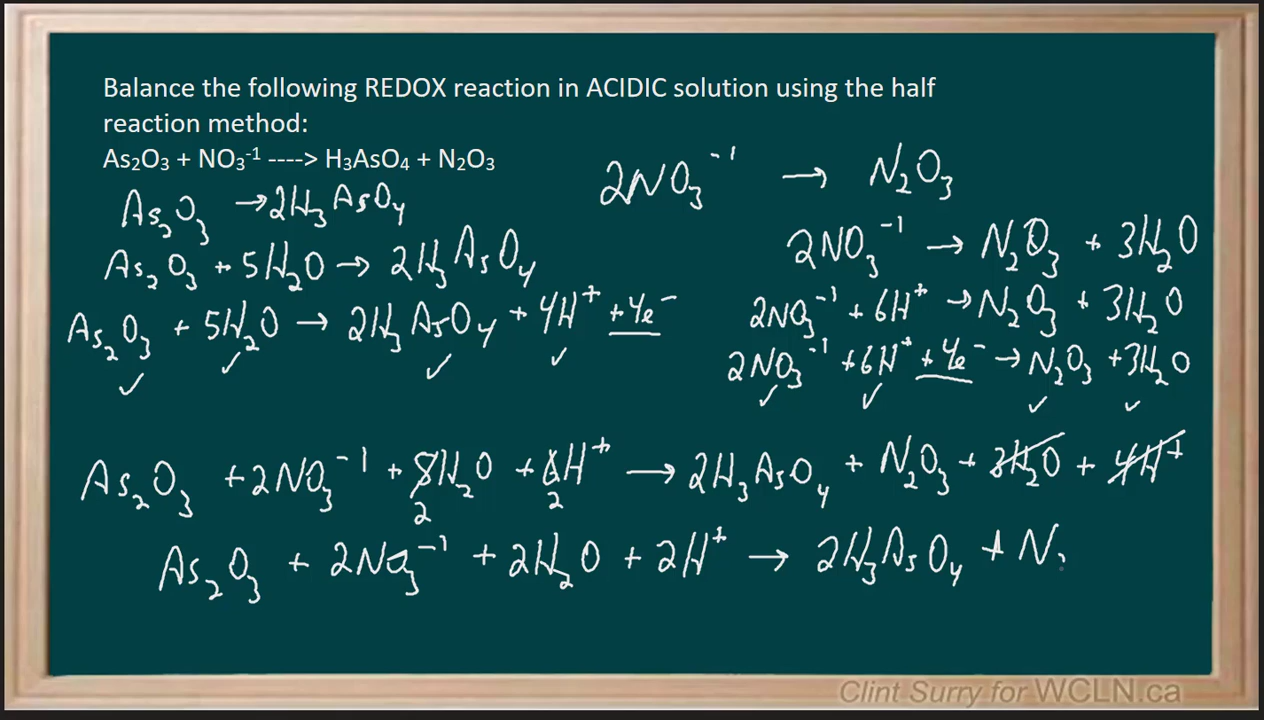 Balance the following REDOX reaction in ACIDIC solution using the half
reaction method:
As₂O₃ + NO₃⁻¹ ----> H₃AsO₄ + N₂O₃
As₂O₃ → 2H₃AsO₄
As₂O₃ + 5H₂O → 2H₃AsO₄
As₂O₃ + 5H₂O → 2H₃AsO₄ + 4H⁺ + 4e⁻
2NO₃⁻¹ → N₂O₃
2NO₃⁻¹ → N₂O₃ + 3H₂O
2NO₃⁻¹ + 6H⁺ → N₂O₃ + 3H₂O
2NO₃⁻¹ + 6H⁺ + 4e⁻ → N₂O₃ + 3H₂O
As₂O₃ + 2NO₃⁻¹ + 5H₂O + 6H⁺ → 2H₃AsO₄ + N₂O₃ + 3H₂O + 4H⁺
2 2
As₂O₃ + 2NO₃⁻¹ + 2H₂O + 2H⁺ → 2H₃AsO₄ + N₂
Clint Surry for WCLN.ca